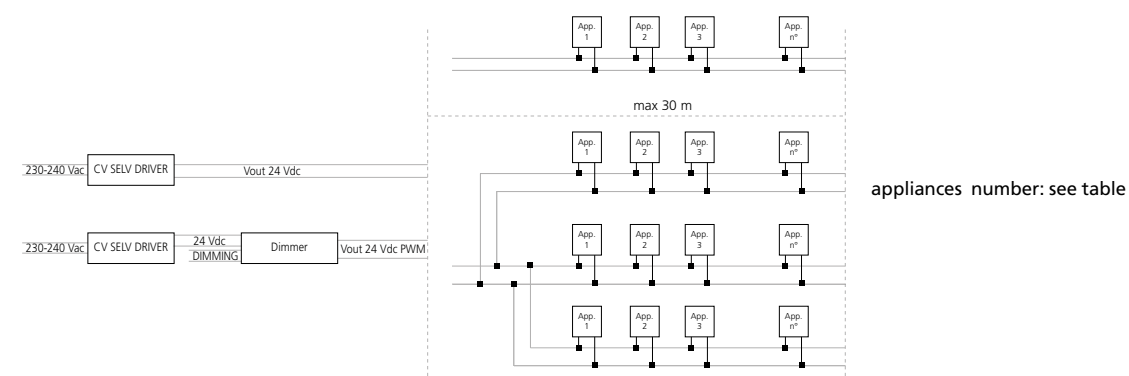 App. 1
App. 2
App. 3
App. n°
max 30 m
App. 1
App. 2
App. 3
App. n°
230-240 Vac
CV SELV DRIVER
Vout 24 Vdc
appliances number: see table
App. 1
App. 2
App. 3
App. n°
230-240 Vac
CV SELV DRIVER
24 Vdc
DIMMING
Dimmer
Vout 24 Vdc PWM
App. 1
App. 2
App. 3
App. n°